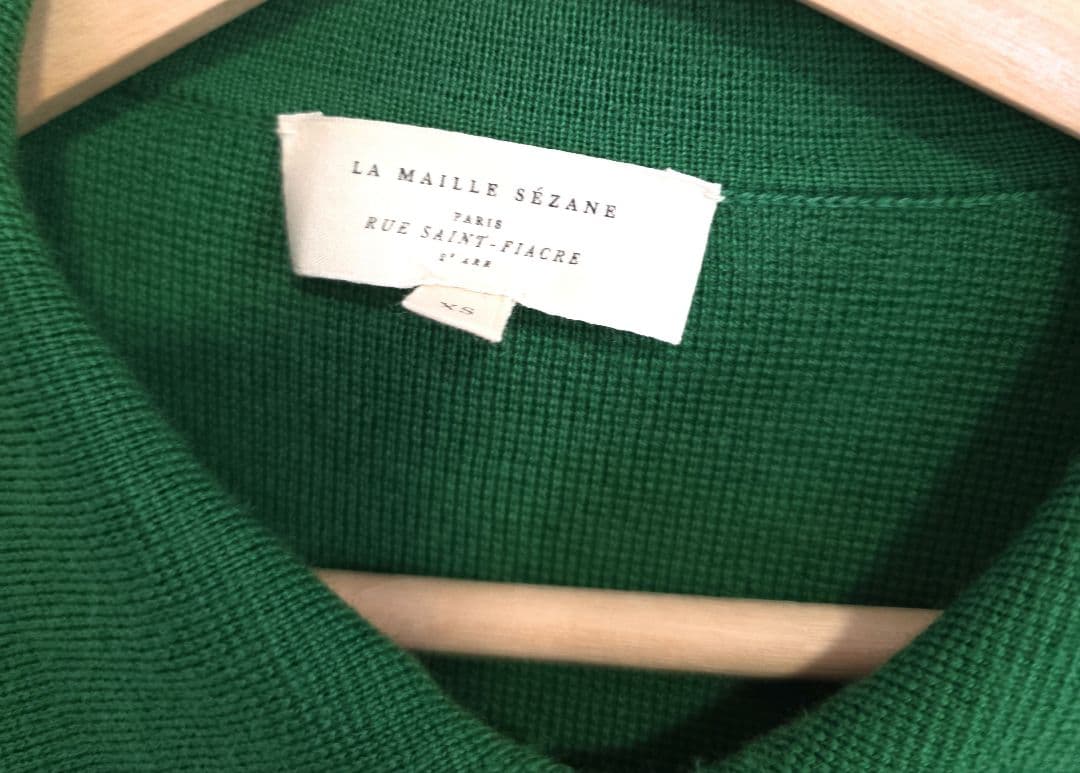 LA MAILLE SÉZANE
PARIS
RUE SAINT-FIACRE
2ᵉ ARR
XS